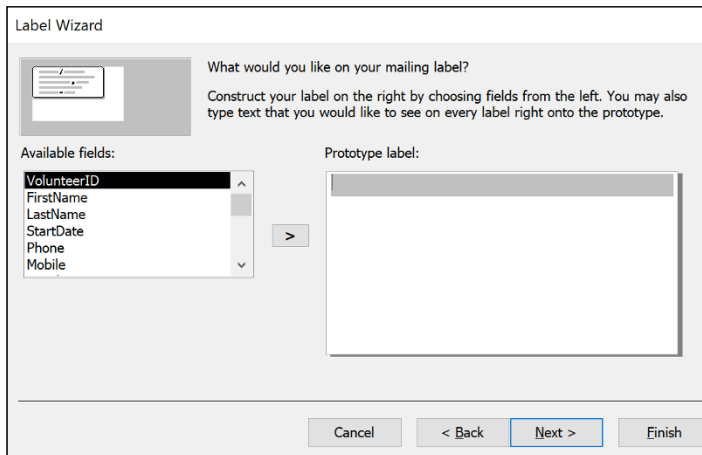 Label Wizard
What would you like on your mailing label?
Construct your label on the right by choosing fields from the left. You may also
type text that you would like to see on every label right onto the prototype.
Available fields:
Prototype label:
VolunteerID
FirstName
LastName
StartDate
Phone
Mobile
>
Cancel
< Back
Next >
Finish